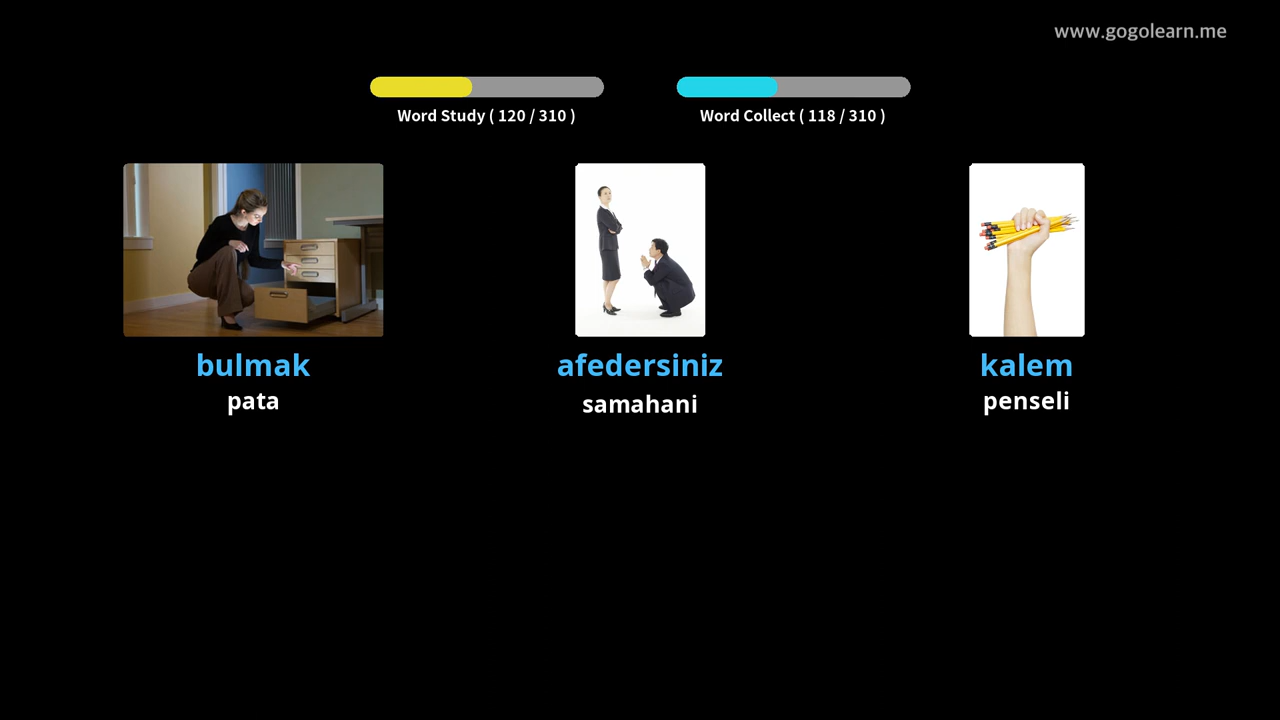 www.gogolearn.me
Word Study ( 120 / 310 )
Word Collect ( 118 / 310 )
bulmak
pata
afedersiniz
samahani
kalem
penseli